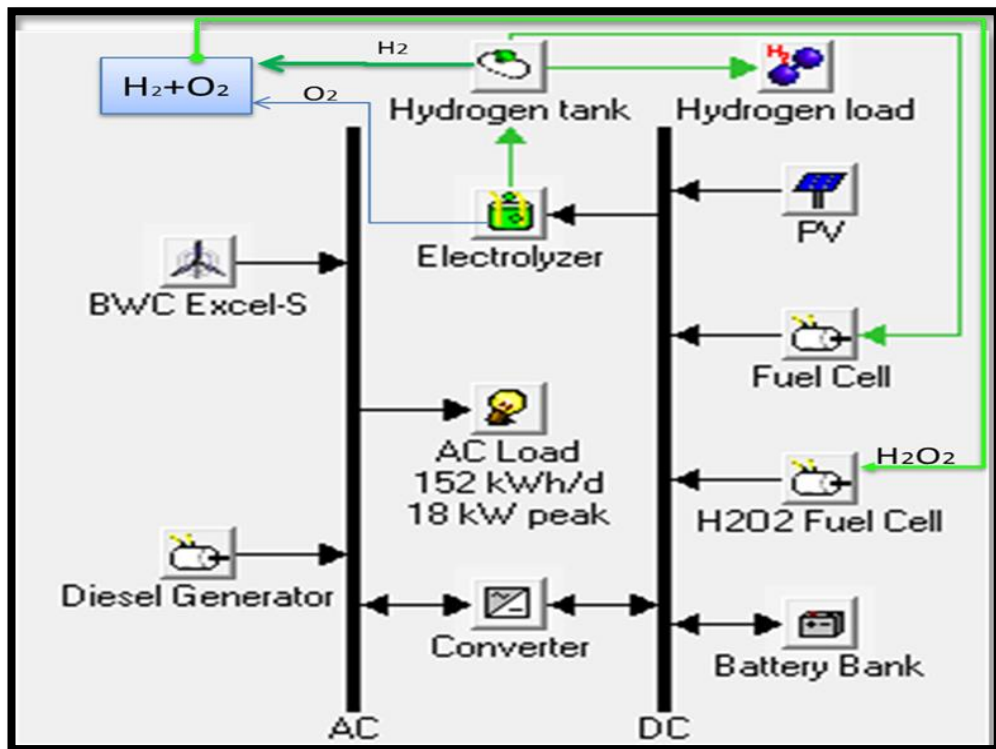 H₂
H₂+O₂
O₂
Hydrogen tank
H₂
Hydrogen load
Electrolyzer
PV
BWC Excel-S
Fuel Cell
AC Load
152 kWh/d
18 kW peak
H₂O₂
H2O2 Fuel Cell
Diesel Generator
Converter
Battery Bank
AC
DC